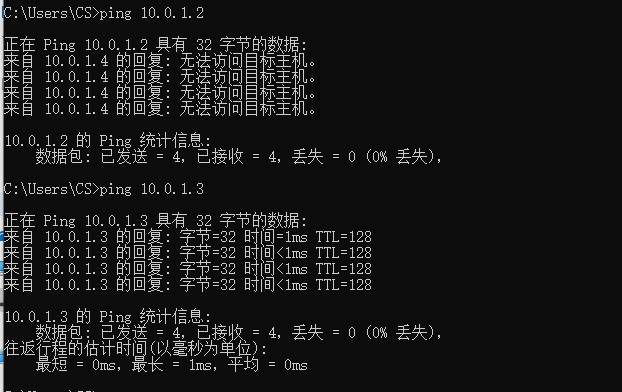 C:\Users\CS>ping 10.0.1.2
正在 Ping 10.0.1.2 具有 32 字节的数据:
来自 10.0.1.4 的回复: 无法访问目标主机。
来自 10.0.1.4 的回复: 无法访问目标主机。
来自 10.0.1.4 的回复: 无法访问目标主机。
来自 10.0.1.4 的回复: 无法访问目标主机。
10.0.1.2 的 Ping 统计信息:
数据包: 已发送 = 4，已接收 = 4，丢失 = 0 (0% 丢失)，
C:\Users\CS>ping 10.0.1.3
正在 Ping 10.0.1.3 具有 32 字节的数据:
来自 10.0.1.3 的回复: 字节=32 时间=1ms TTL=128
来自 10.0.1.3 的回复: 字节=32 时间<1ms TTL=128
来自 10.0.1.3 的回复: 字节=32 时间<1ms TTL=128
来自 10.0.1.3 的回复: 字节=32 时间<1ms TTL=128
10.0.1.3 的 Ping 统计信息:
数据包: 已发送 = 4，已接收 = 4，丢失 = 0 (0% 丢失)，
往返行程的估计时间(以毫秒为单位):
最短 = 0ms，最长 = 1ms，平均 = 0ms